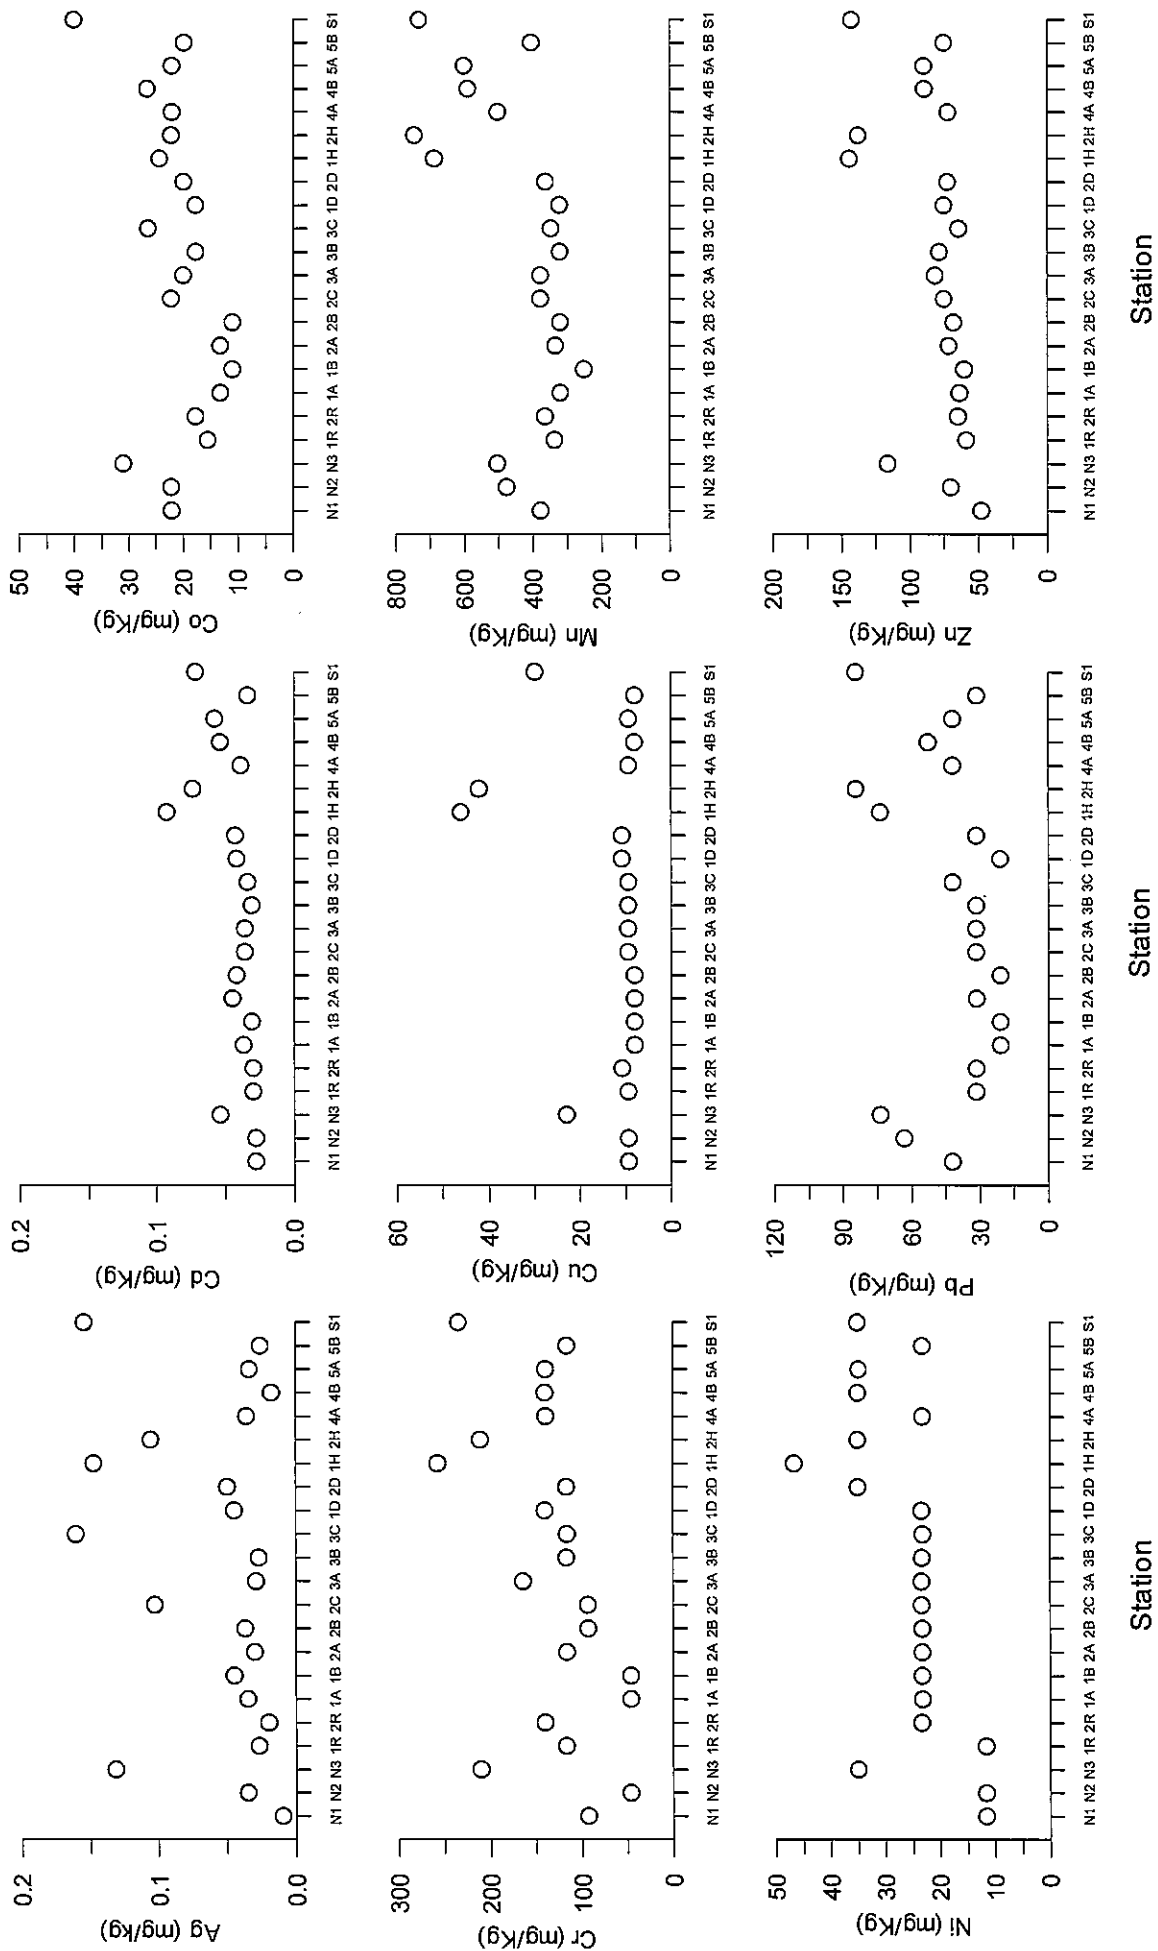 Ag (mg/Kg)
0.2
0.1
0.0
N1 N2 N3 1R 2R 1A 1B 2A 2B 2C 3A 3B 3C 1D 2D 1H 2H 4A 4B 5A 5B S1
Cd (mg/Kg)
0.2
0.1
0.0
N1 N2 N3 1R 2R 1A 1B 2A 2B 2C 3A 3B 3C 1D 2D 1H 2H 4A 4B 5A 5B S1
Co (mg/Kg)
50
40
30
20
10
0
N1 N2 N3 1R 2R 1A 1B 2A 2B 2C 3A 3B 3C 1D 2D 1H 2H 4A 4B 5A 5B S1
Cr (mg/Kg)
300
200
100
0
N1 N2 N3 1R 2R 1A 1B 2A 2B 2C 3A 3B 3C 1D 2D 1H 2H 4A 4B 5A 5B S1
Cu (mg/Kg)
60
40
20
0
N1 N2 N3 1R 2R 1A 1B 2A 2B 2C 3A 3B 3C 1D 2D 1H 2H 4A 4B 5A 5B S1
Mn (mg/Kg)
800
600
400
200
0
N1 N2 N3 1R 2R 1A 1B 2A 2B 2C 3A 3B 3C 1D 2D 1H 2H 4A 4B 5A 5B S1
Ni (mg/Kg)
50
40
30
20
10
0
N1 N2 N3 1R 2R 1A 1B 2A 2B 2C 3A 3B 3C 1D 2D 1H 2H 4A 4B 5A 5B S1
Station
Pb (mg/Kg)
120
90
60
30
0
N1 N2 N3 1R 2R 1A 1B 2A 2B 2C 3A 3B 3C 1D 2D 1H 2H 4A 4B 5A 5B S1
Station
Zn (mg/Kg)
200
150
100
50
0
N1 N2 N3 1R 2R 1A 1B 2A 2B 2C 3A 3B 3C 1D 2D 1H 2H 4A 4B 5A 5B S1
Station